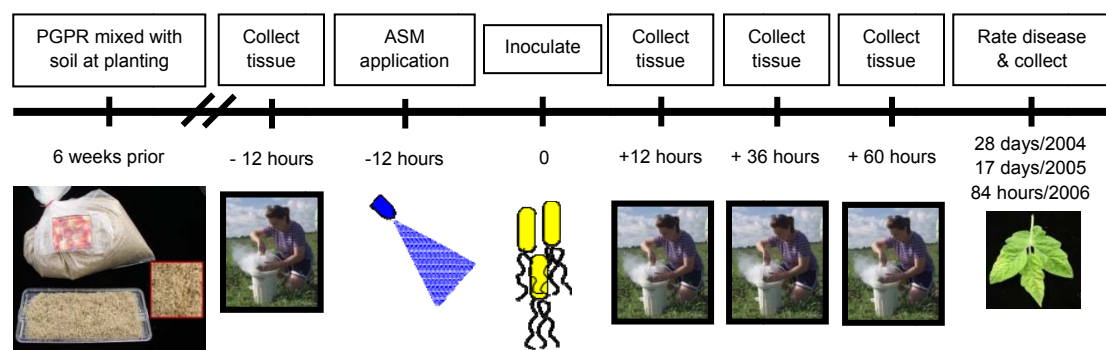 PGPR mixed with
soil at planting
Collect
tissue
ASM
application
Inoculate
Collect
tissue
Collect
tissue
Collect
tissue
Rate disease
& collect
6 weeks prior
- 12 hours
-12 hours
0
+12 hours
+ 36 hours
+ 60 hours
28 days/2004
17 days/2005
84 hours/2006